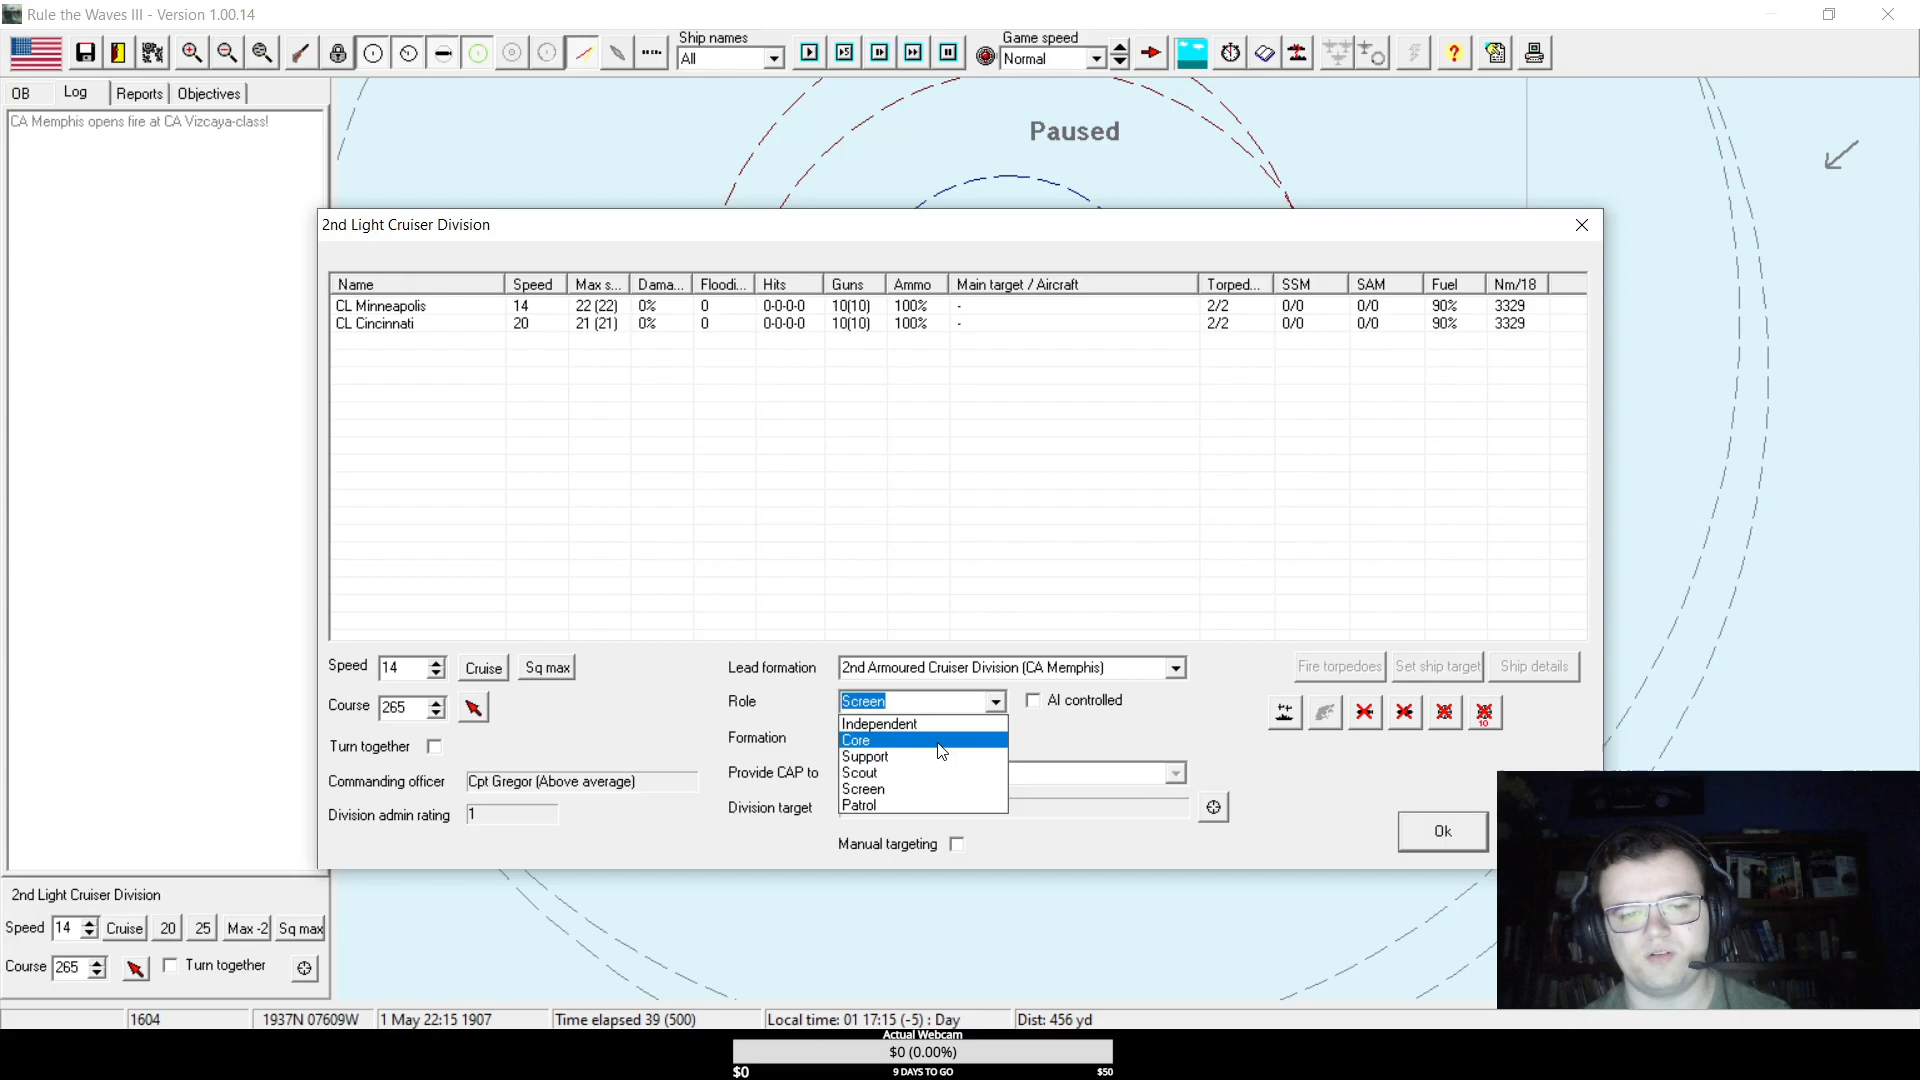 Rule the Waves III - Version 1.00.14
Ship names
All
Game speed
Normal
OB
Log
Reports
Objectives
CA Memphis opens fire at CA Vizcaya-class!
Paused
2nd Light Cruiser Division
Name Speed Max s... Dama... Floodi... Hits Guns Ammo Main target / Aircraft Torped... SSM SAM Fuel Nm/18
CL Minneapolis 14 22 (22) 0% 0 0-0-0-0 10(10) 100% - 2/2 0/0 0/0 90% 3329
CL Cincinnati 20 21 (21) 0% 0 0-0-0-0 10(10) 100% - 2/2 0/0 0/0 90% 3329
Speed 14 Cruise Sq max
Course 265
Turn together
Commanding officer Cpt Gregor (Above average)
Division admin rating 1
Lead formation 2nd Armoured Cruiser Division (CA Memphis)
Role Screen AI controlled
Independent
Core
Support
Scout
Screen
Patrol
Formation
Provide CAP to
Division target
Manual targeting
Fire torpedoes Set ship target Ship details
10
Ok
2nd Light Cruiser Division
Speed 14 Cruise 20 25 Max -2 Sq max
Course 265 Turn together
1604 1937N 07609W 1 May 22:15 1907 Time elapsed 39 (500) Local time: 01 17:15 (-5) : Day Dist: 456 yd
Actual Webcam
$0 (0.00%)
$0 9 DAYS TO GO $50